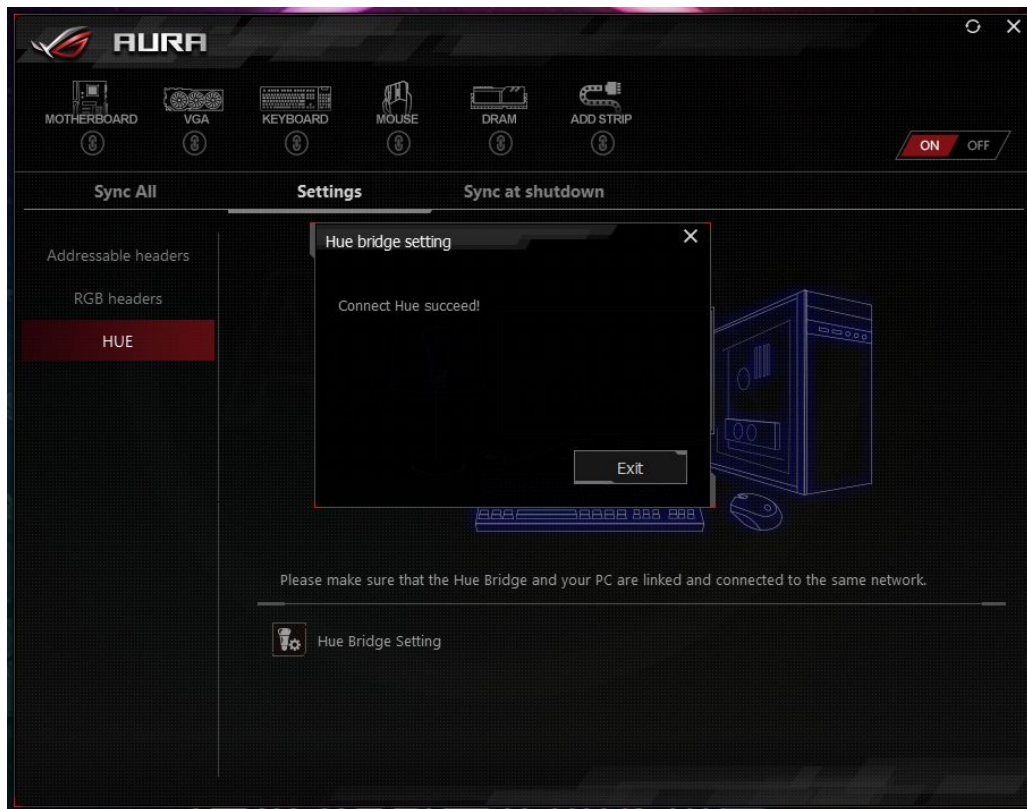 AURA
MOTHERBOARD VGA KEYBOARD MOUSE DRAM ADD STRIP
ON OFF
Sync All Settings Sync at shutdown
Addressable headers
RGB headers
HUE
Hue bridge setting
Connect Hue succeed!
Exit
Please make sure that the Hue Bridge and your PC are linked and connected to the same network.
Hue Bridge Setting